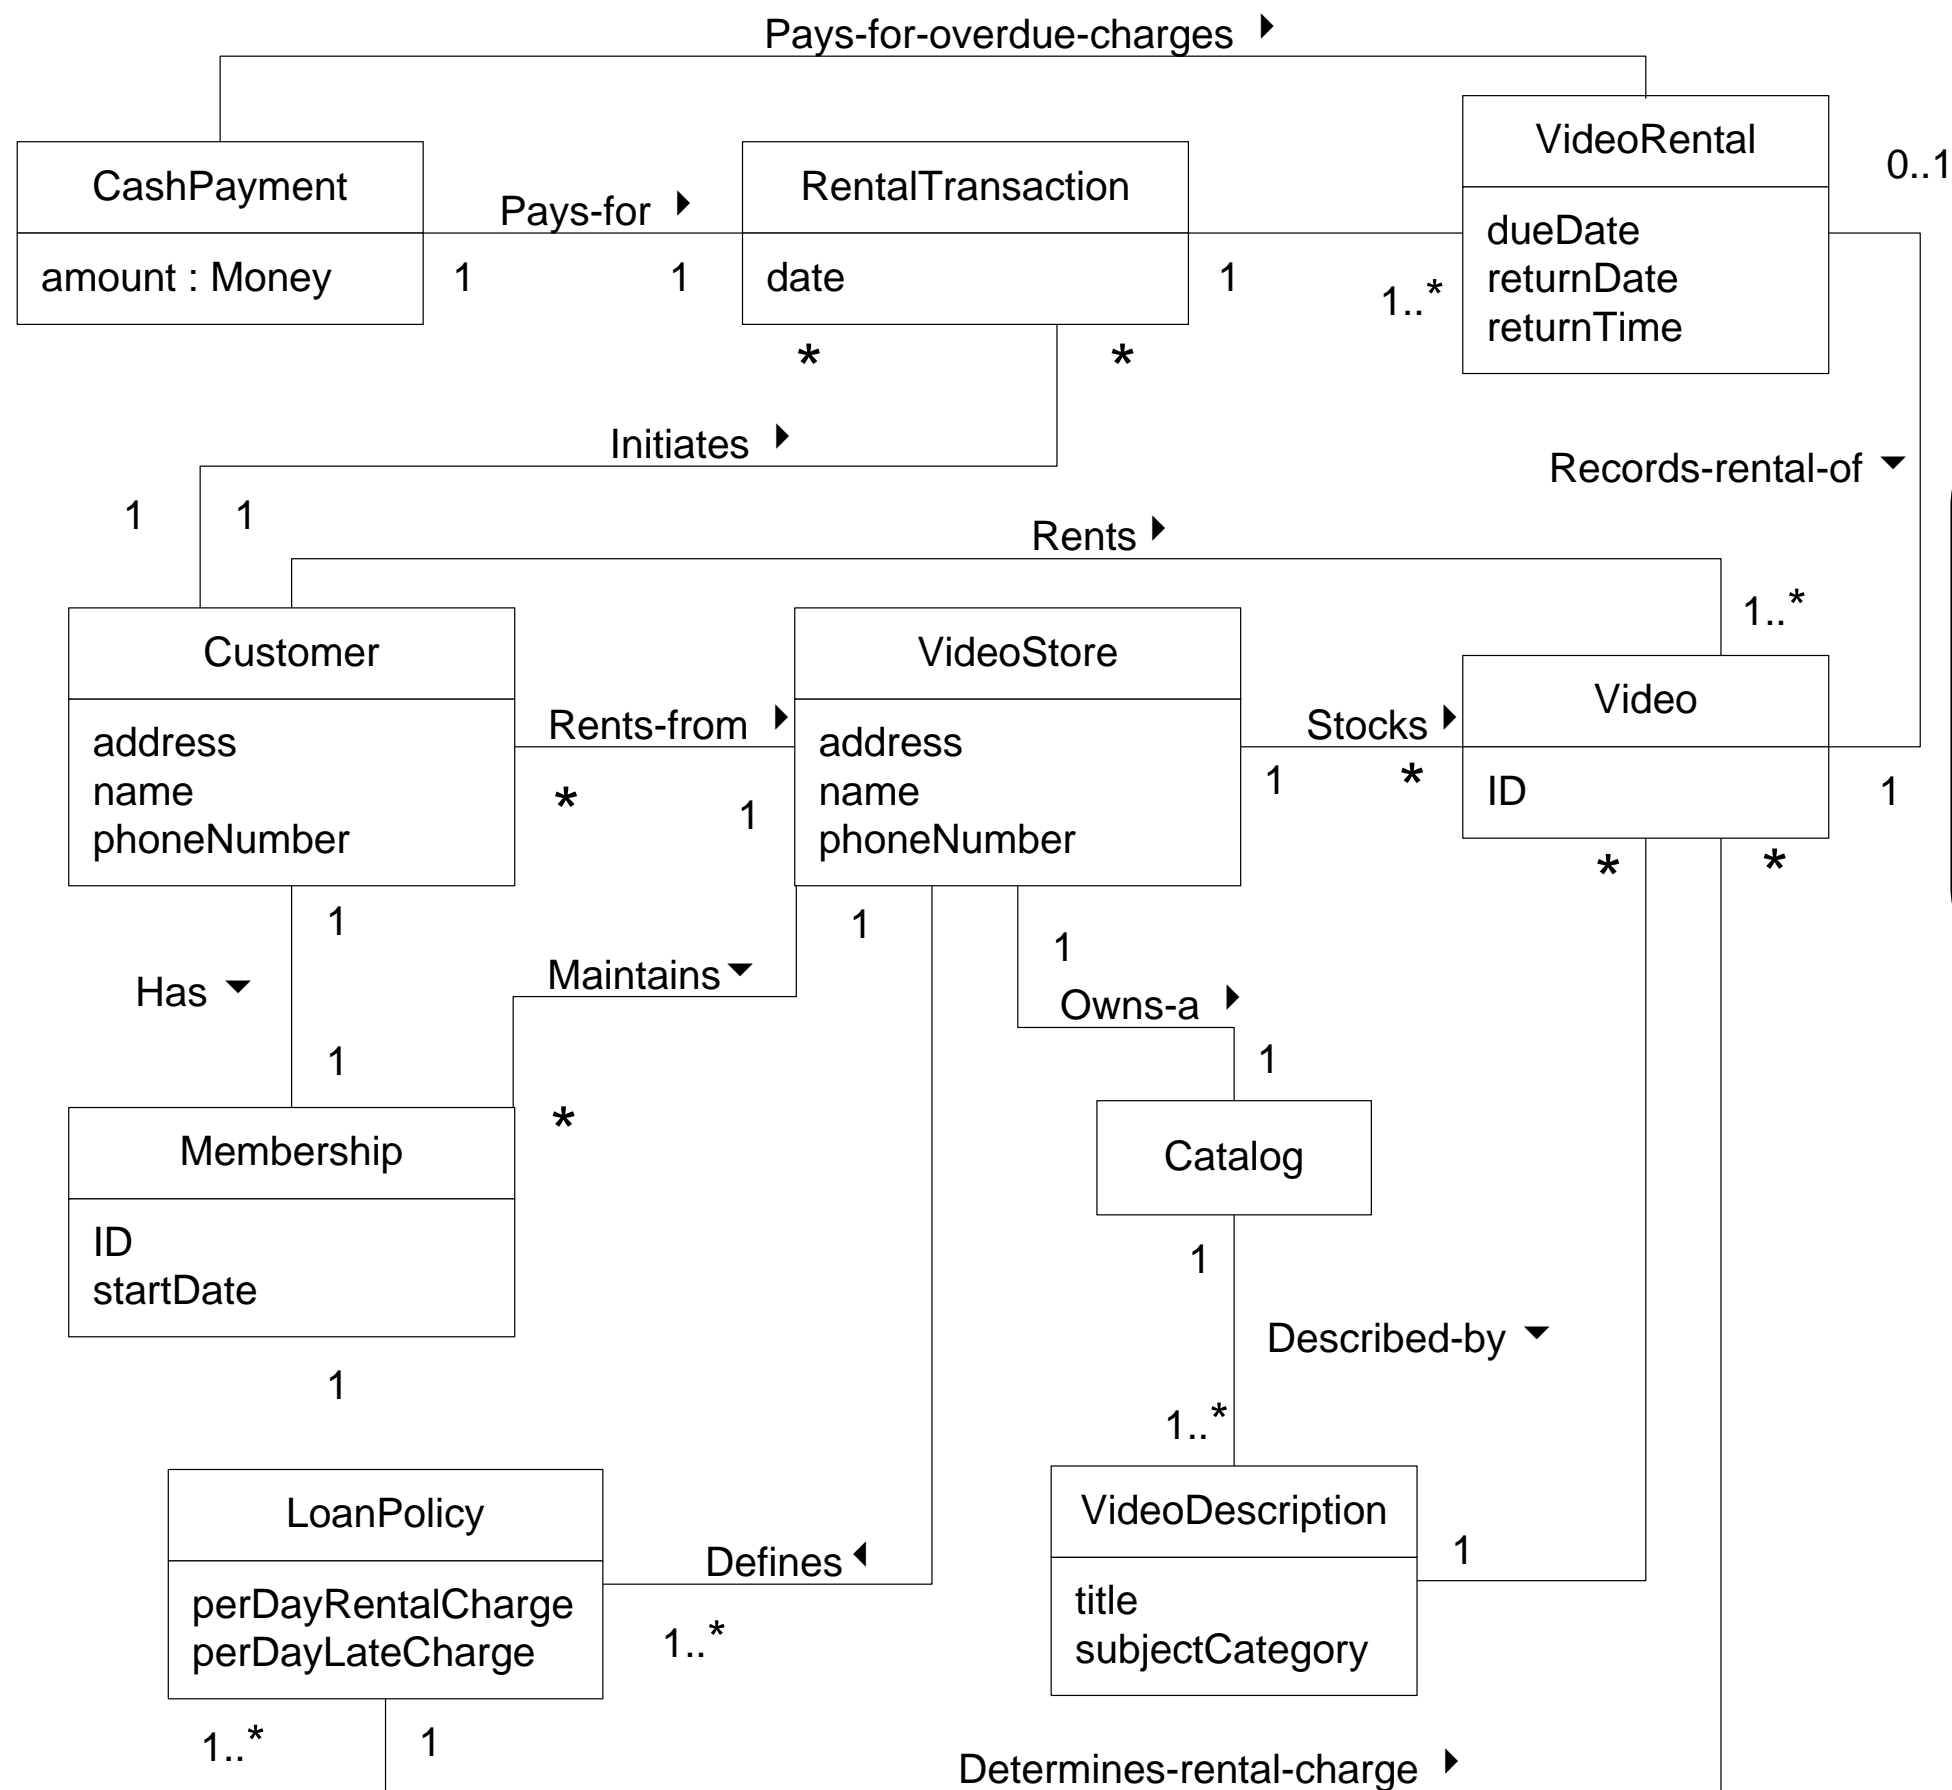 Pays-for-overdue-charges
CashPayment
amount : Money
Pays-for
1
1
RentalTransaction
date
1
1..*
VideoRental
dueDate
returnDate
returnTime
0..1
*
*
Initiates
Records-rental-of
1
1
Rents
1..*
Customer
address
name
phoneNumber
Rents-from
*
1
VideoStore
address
name
phoneNumber
Stocks
1
*
Video
ID
1
*
*
1
1
1
Has
Maintains
Owns-a
1
1
*
Membership
ID
startDate
Catalog
1
Described-by
1
1..*
LoanPolicy
perDayRentalCharge
perDayLateCharge
Defines
1..*
VideoDescription
title
subjectCategory
1
1..*
1
Determines-rental-charge